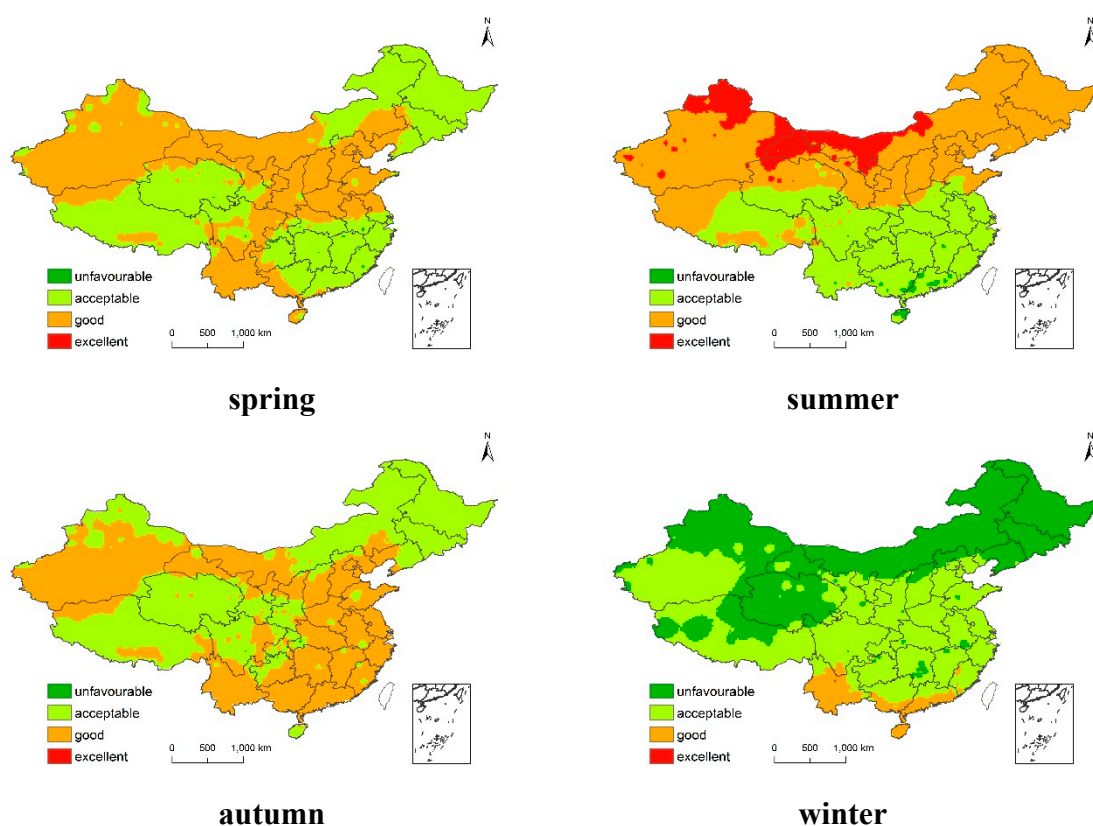 N
unfavourable
acceptable
good
excellent
0 500 1,000 km
spring
N
unfavourable
acceptable
good
excellent
0 500 1,000 km
summer
N
unfavourable
acceptable
good
excellent
0 500 1,000 km
autumn
N
unfavourable
acceptable
good
excellent
0 500 1,000 km
winter